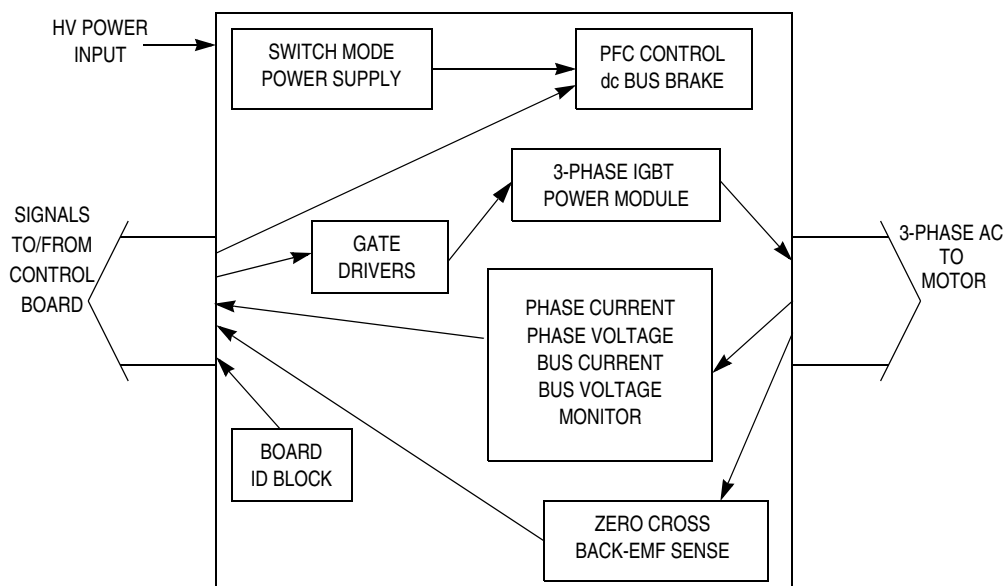 HV POWER
INPUT
SWITCH MODE
POWER SUPPLY
PFC CONTROL
dc BUS BRAKE
3-PHASE IGBT
POWER MODULE
SIGNALS
TO/FROM
CONTROL
BOARD
GATE
DRIVERS
3-PHASE AC
TO
MOTOR
PHASE CURRENT
PHASE VOLTAGE
BUS CURRENT
BUS VOLTAGE
MONITOR
BOARD
ID BLOCK
ZERO CROSS
BACK-EMF SENSE